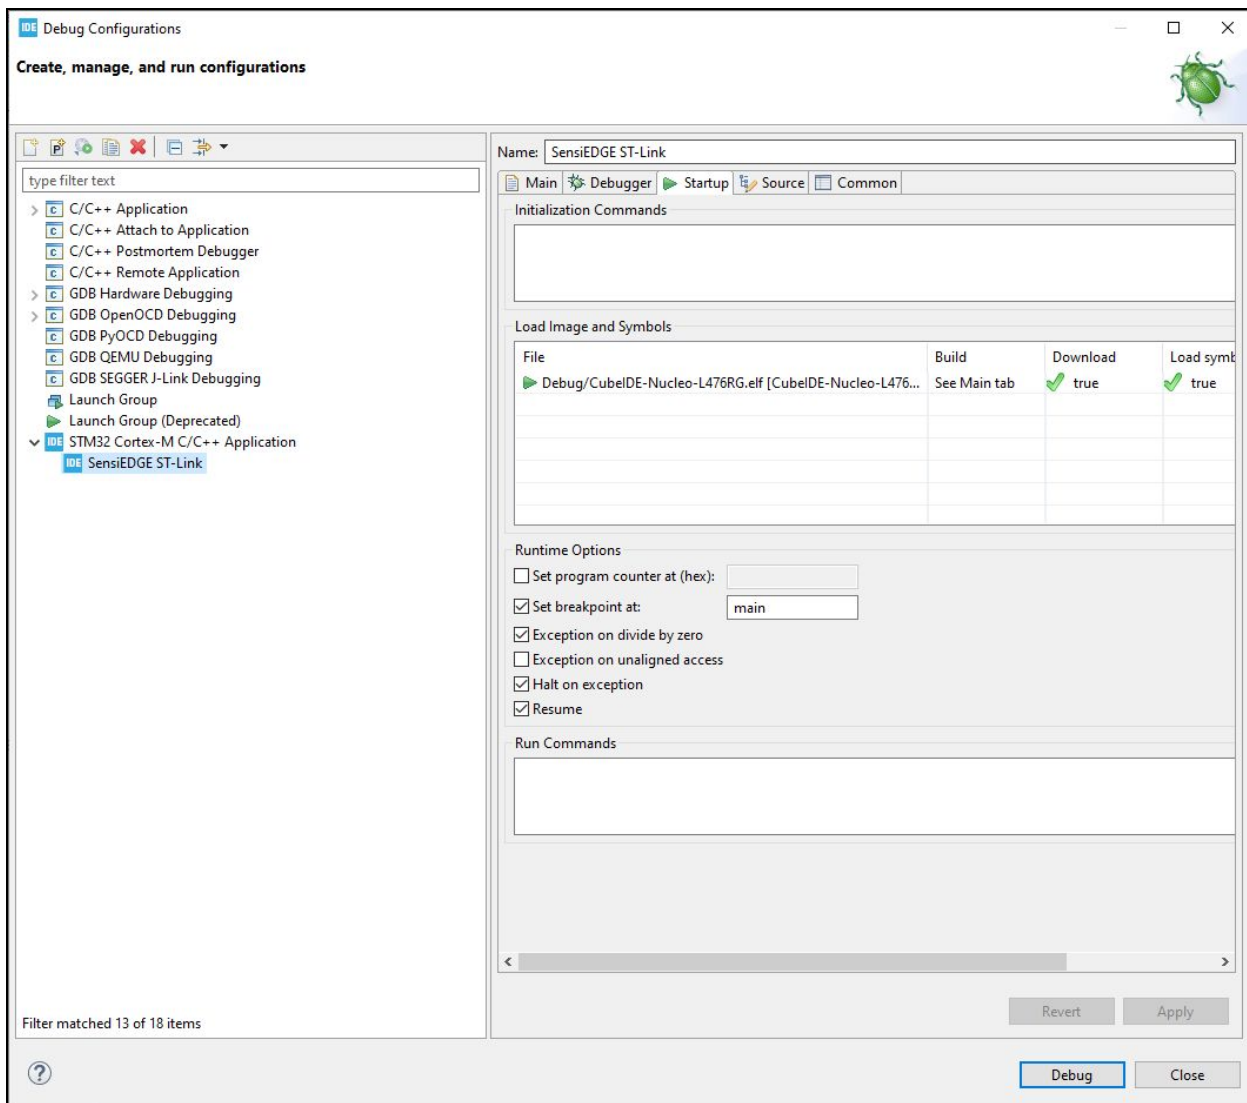 IDE Debug Configurations
Create, manage, and run configurations
type filter text
C/C++ Application
C/C++ Attach to Application
C/C++ Postmortem Debugger
C/C++ Remote Application
GDB Hardware Debugging
GDB OpenOCD Debugging
GDB PyOCD Debugging
GDB QEMU Debugging
GDB SEGGER J-Link Debugging
Launch Group
Launch Group (Deprecated)
IDE STM32 Cortex-M C/C++ Application
IDE SensiEDGE ST-Link
Filter matched 13 of 18 items
Name: SensiEDGE ST-Link
Main Debugger Startup Source Common
Initialization Commands
Load Image and Symbols
File Build Download Load symb
Debug/CubeIDE-Nucleo-L476RG.elf [CubeIDE-Nucleo-L476... See Main tab true true
Runtime Options
Set program counter at (hex):
Set breakpoint at: main
Exception on divide by zero
Exception on unaligned access
Halt on exception
Resume
Run Commands
Revert Apply
? Debug Close